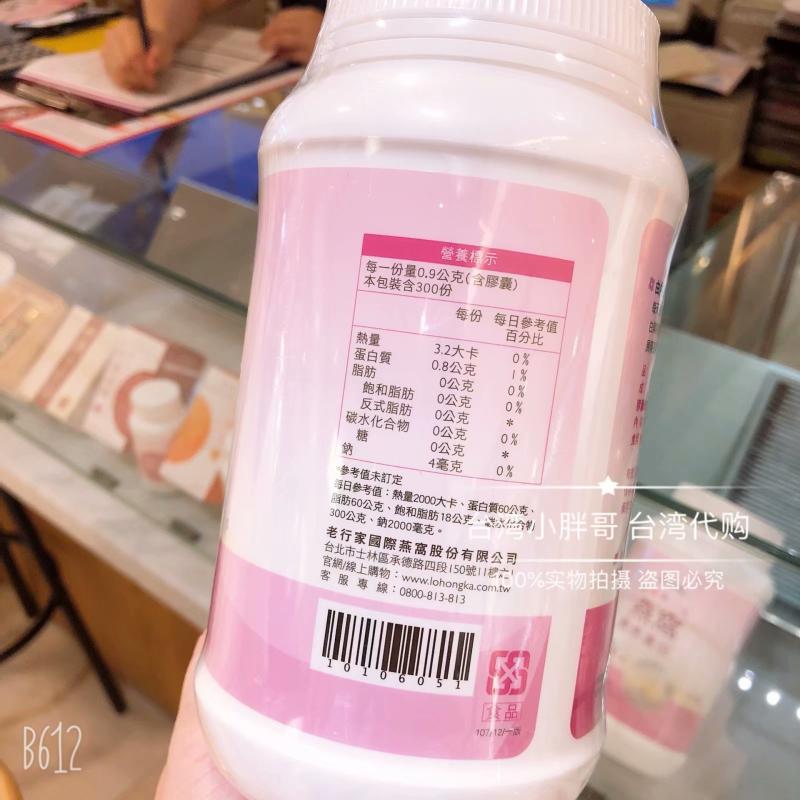 營養標示
每一份量0.9公克(含膠囊)
本包裝含300份
每份 每日參考值百分比
熱量 3.2大卡 0%
蛋白質 0.8公克 1%
脂肪 0公克 0%
飽和脂肪 0公克 0%
反式脂肪 0公克 *
碳水化合物 0公克 0%
糖 0公克 *
鈉 4毫克 0%
*參考值未訂定
每日參考值：熱量2000大卡、蛋白質60公克、
脂肪60公克、飽和脂肪18公克、
300公克、鈉2000毫克。
老行家國際燕窩股份有限公司
台北市士林區承德路四段150號11樓
官網/線上購物：www.lohongka.com.tw
客服專線：0800-813-813
10106051
食品
107/12/一版
台湾小胖哥 台湾代购
100%实物拍摄 盗图必究
燕窩
B612